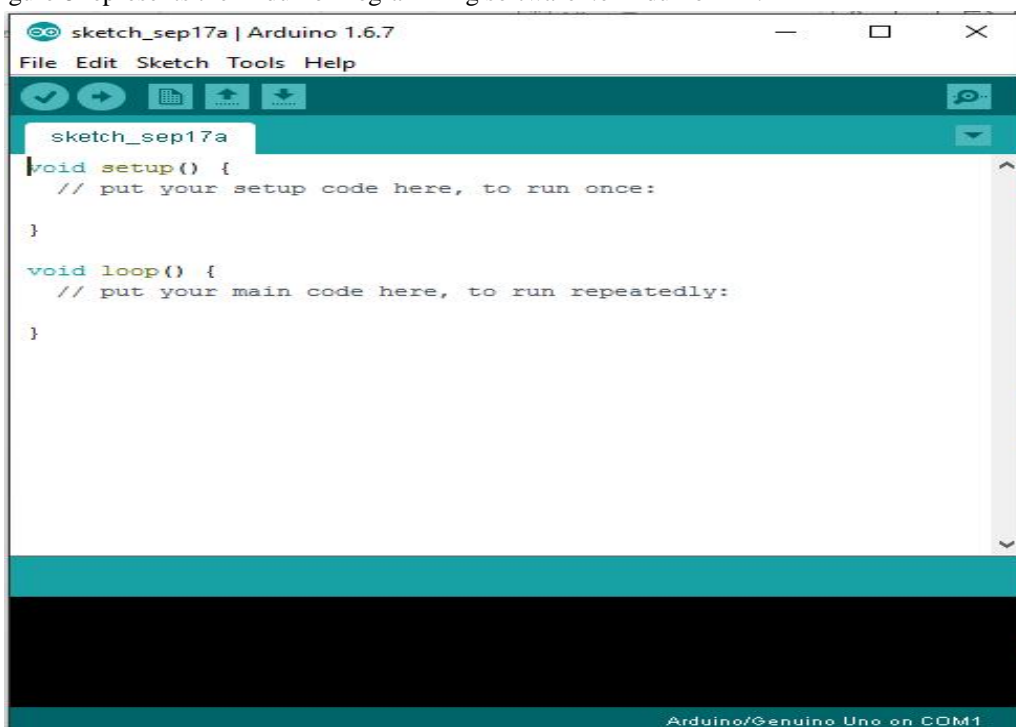 sketch_sep17a | Arduino 1.6.7
File Edit Sketch Tools Help
sketch_sep17a
void setup() {
  // put your setup code here, to run once:
}
void loop() {
  // put your main code here, to run repeatedly:
}
Arduino/Genuino Uno on COM1